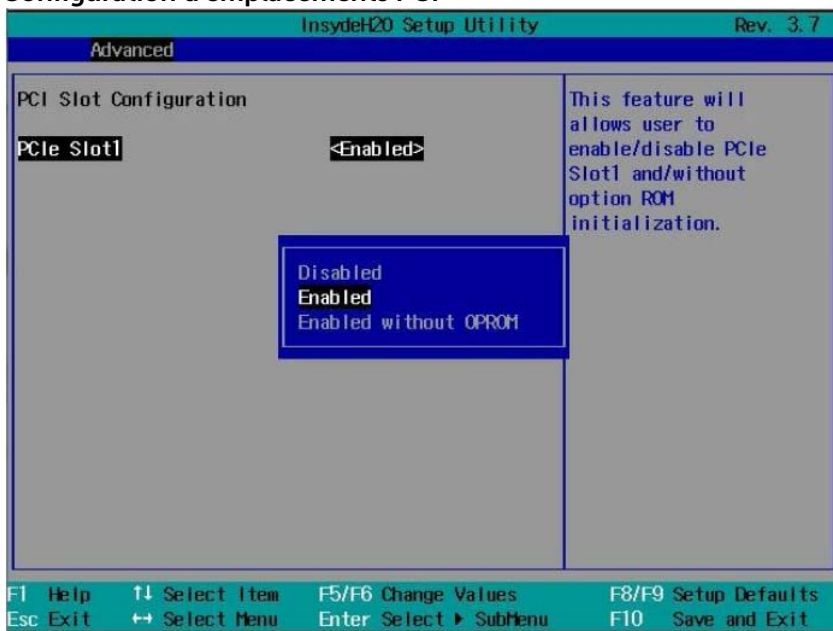 Configuration d'emplacements PCI
InsydeH2O Setup Utility Rev. 3.7
Advanced
PCI Slot Configuration
PCIe Slot1 <Enabled>
This feature will
allows user to
enable/disable PCIe
Slot1 and/without
option ROM
initialization.
Disabled
Enabled
Enabled without OPROM
F1 Help ↑↓ Select Item F5/F6 Change Values F8/F9 Setup Defaults
Esc Exit ↔ Select Menu Enter Select ▶ SubMenu F10 Save and Exit